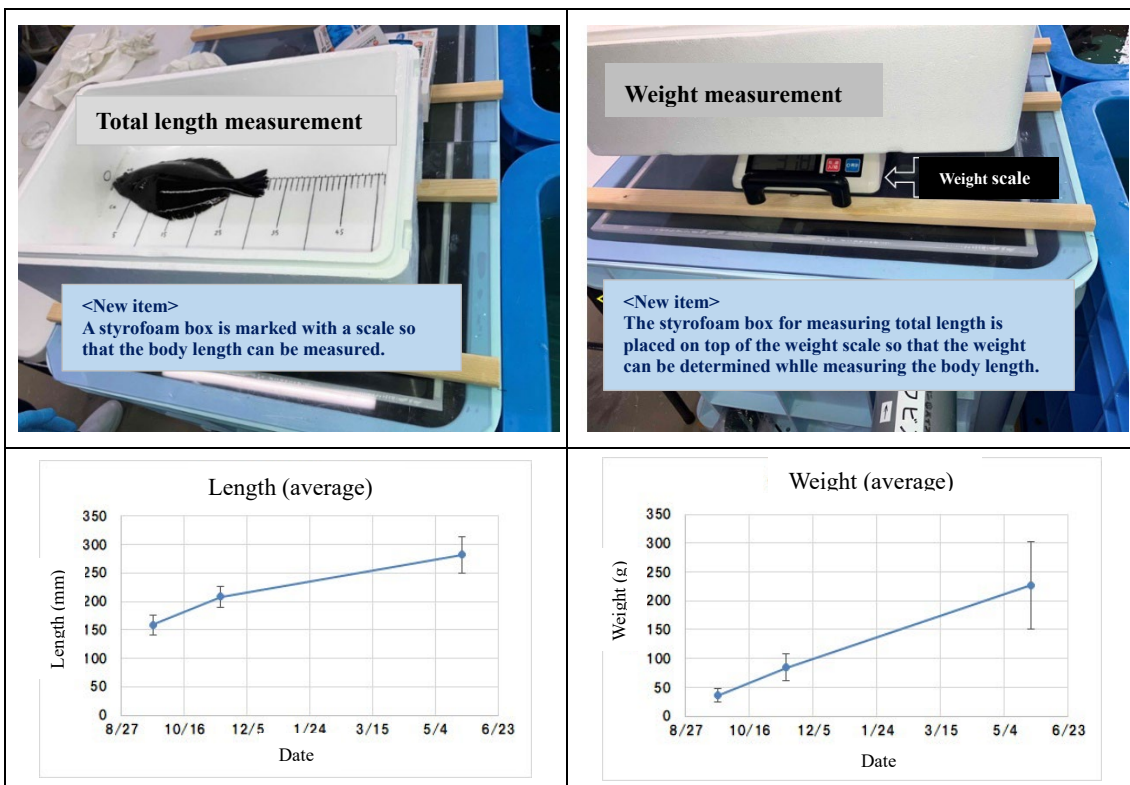 Total length measurement
<New item>
A styrofoam box is marked with a scale so
that the body length can be measured.
Weight measurement
Weight scale
<New item>
The styrofoam box for measuring total length is
placed on top of the weight scale so that the weight
can be determined whlle measuring the body length.
Length (average)
Length (mm)
350
300
250
200
150
100
50
0
8/27 10/16 12/5 1/24 3/15 5/4 6/23
Date
Weight (average)
Weight (g)
350
300
250
200
150
100
50
0
8/27 10/16 12/5 1/24 3/15 5/4 6/23
Date